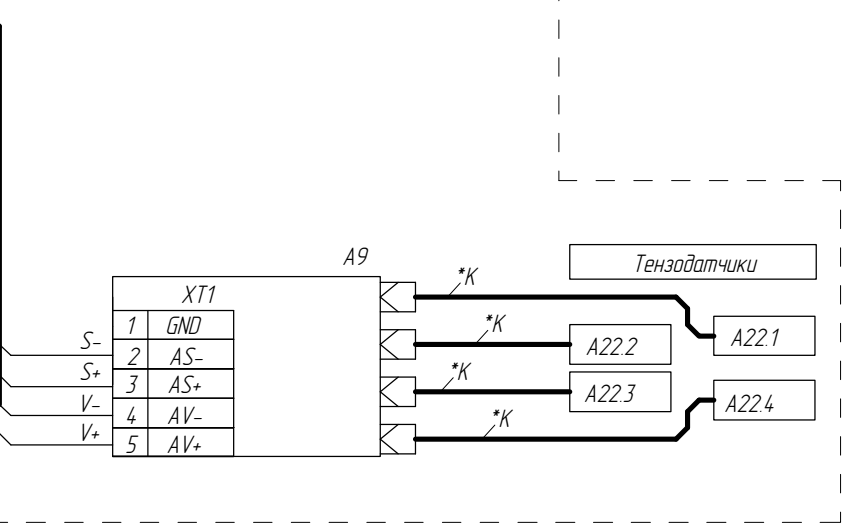 A9
Тензодатчики
*K
XT1
1 GND
S- 2 AS-
S+ 3 AS+
V- 4 AV-
V+ 5 AV+
*K
*K
*K
A22.1
A22.2
A22.3
A22.4